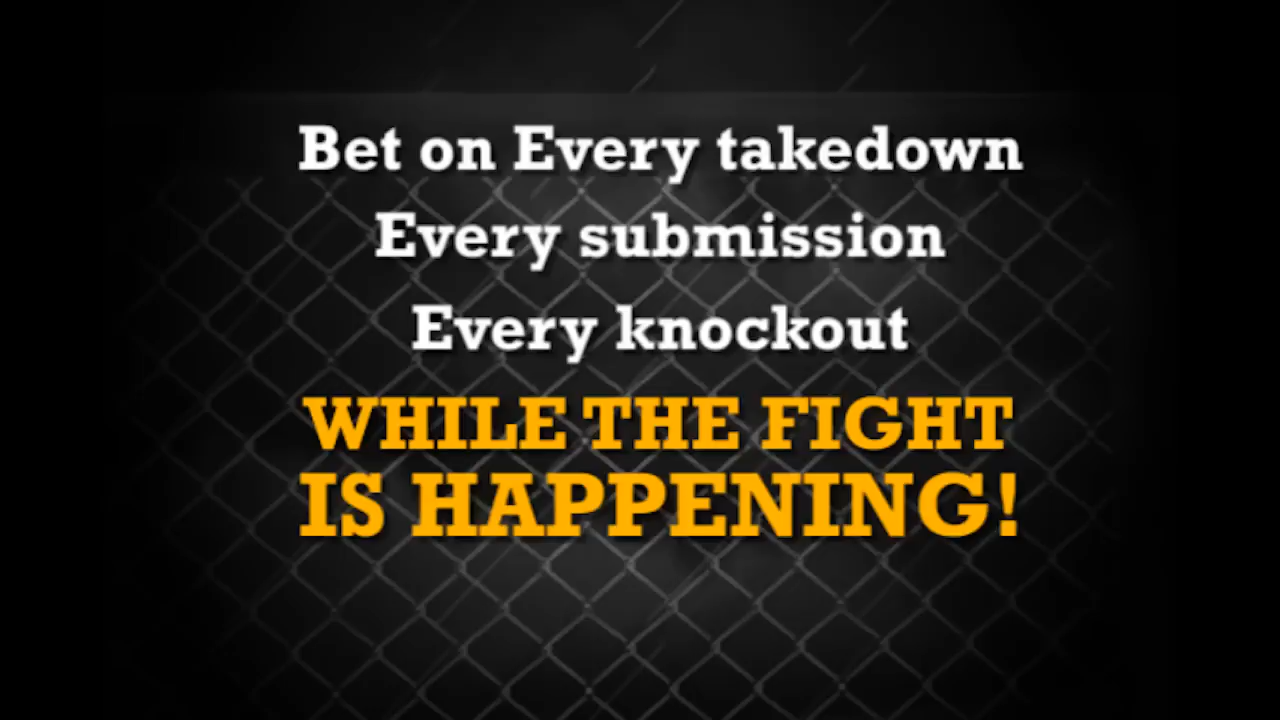 Bet on Every takedown
Every submission
Every knockout
WHILE THE FIGHT
IS HAPPENING!